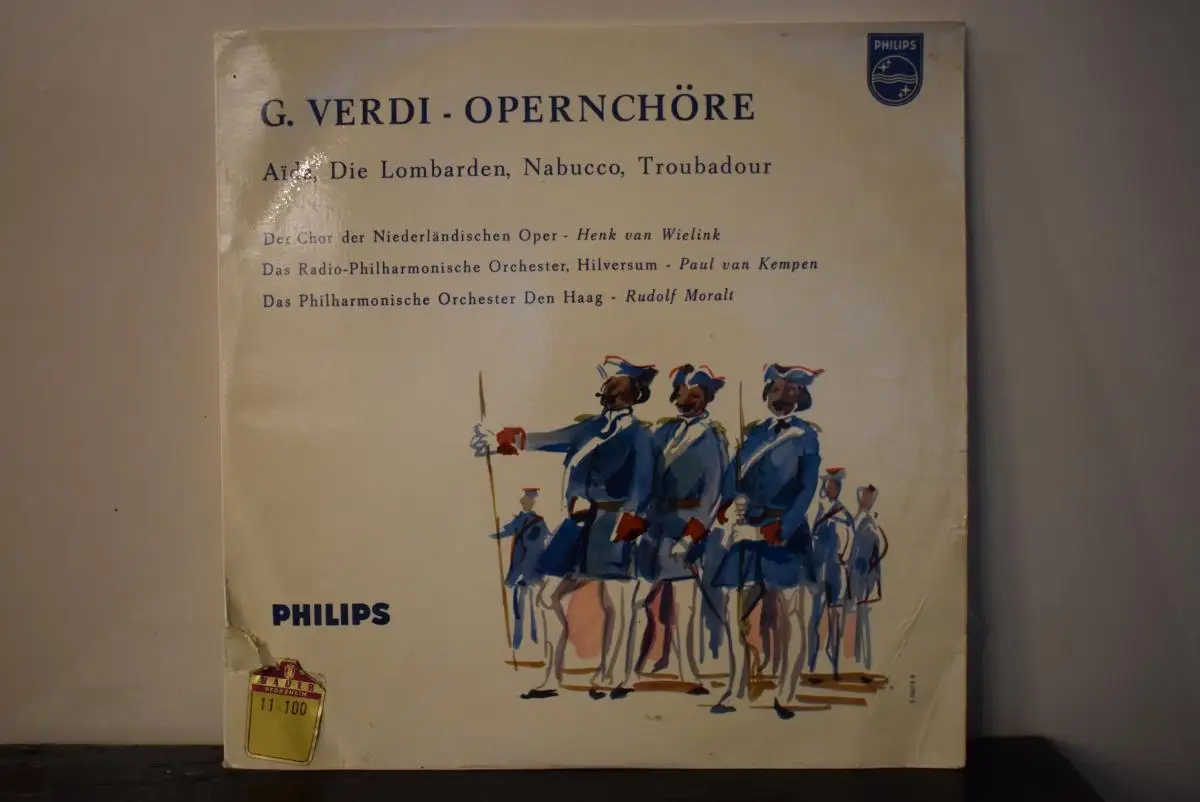 PHILIPS
G. VERDI - OPERNCHÖRE
Aïda, Die Lombarden, Nabucco, Troubadour
Der Chor der Niederländischen Oper - Henk van Wielink
Das Radio-Philharmonische Orchester, Hilversum - Paul van Kempen
Das Philharmonische Orchester Den Haag - Rudolf Moralt
PHILIPS
BADER
PFORZHEIM
11-100